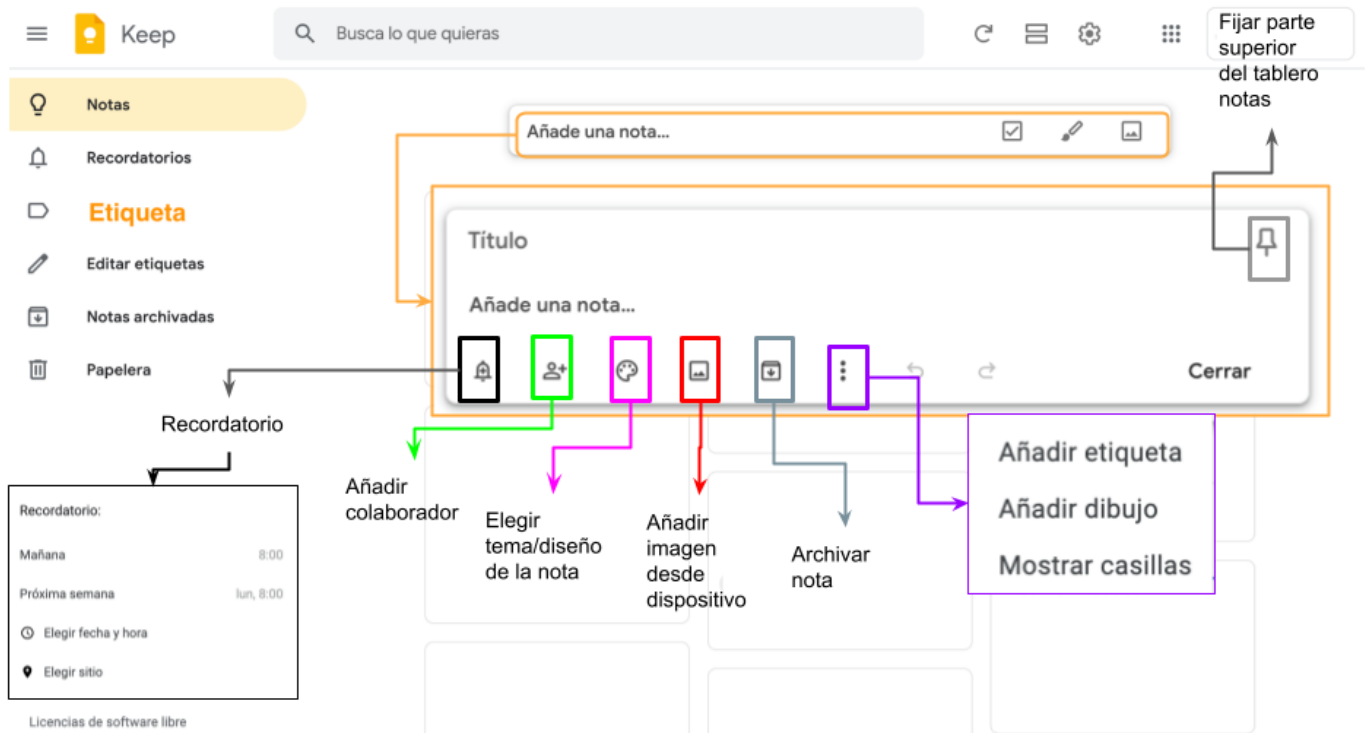 Keep
Busca lo que quieras
Fijar parte
superior
del tablero
notas
Notas
Recordatorios
Etiqueta
Editar etiquetas
Notas archivadas
Papelera
Añade una nota...
Título
Añade una nota...
Cerrar
Recordatorio
Recordatorio:
Mañana 8:00
Próxima semana lun, 8:00
Elegir fecha y hora
Elegir sitio
Licencias de software libre
Añadir
colaborador
Elegir
tema/diseño
de la nota
Añadir
imagen
desde
dispositivo
Archivar
nota
Añadir etiqueta
Añadir dibujo
Mostrar casillas